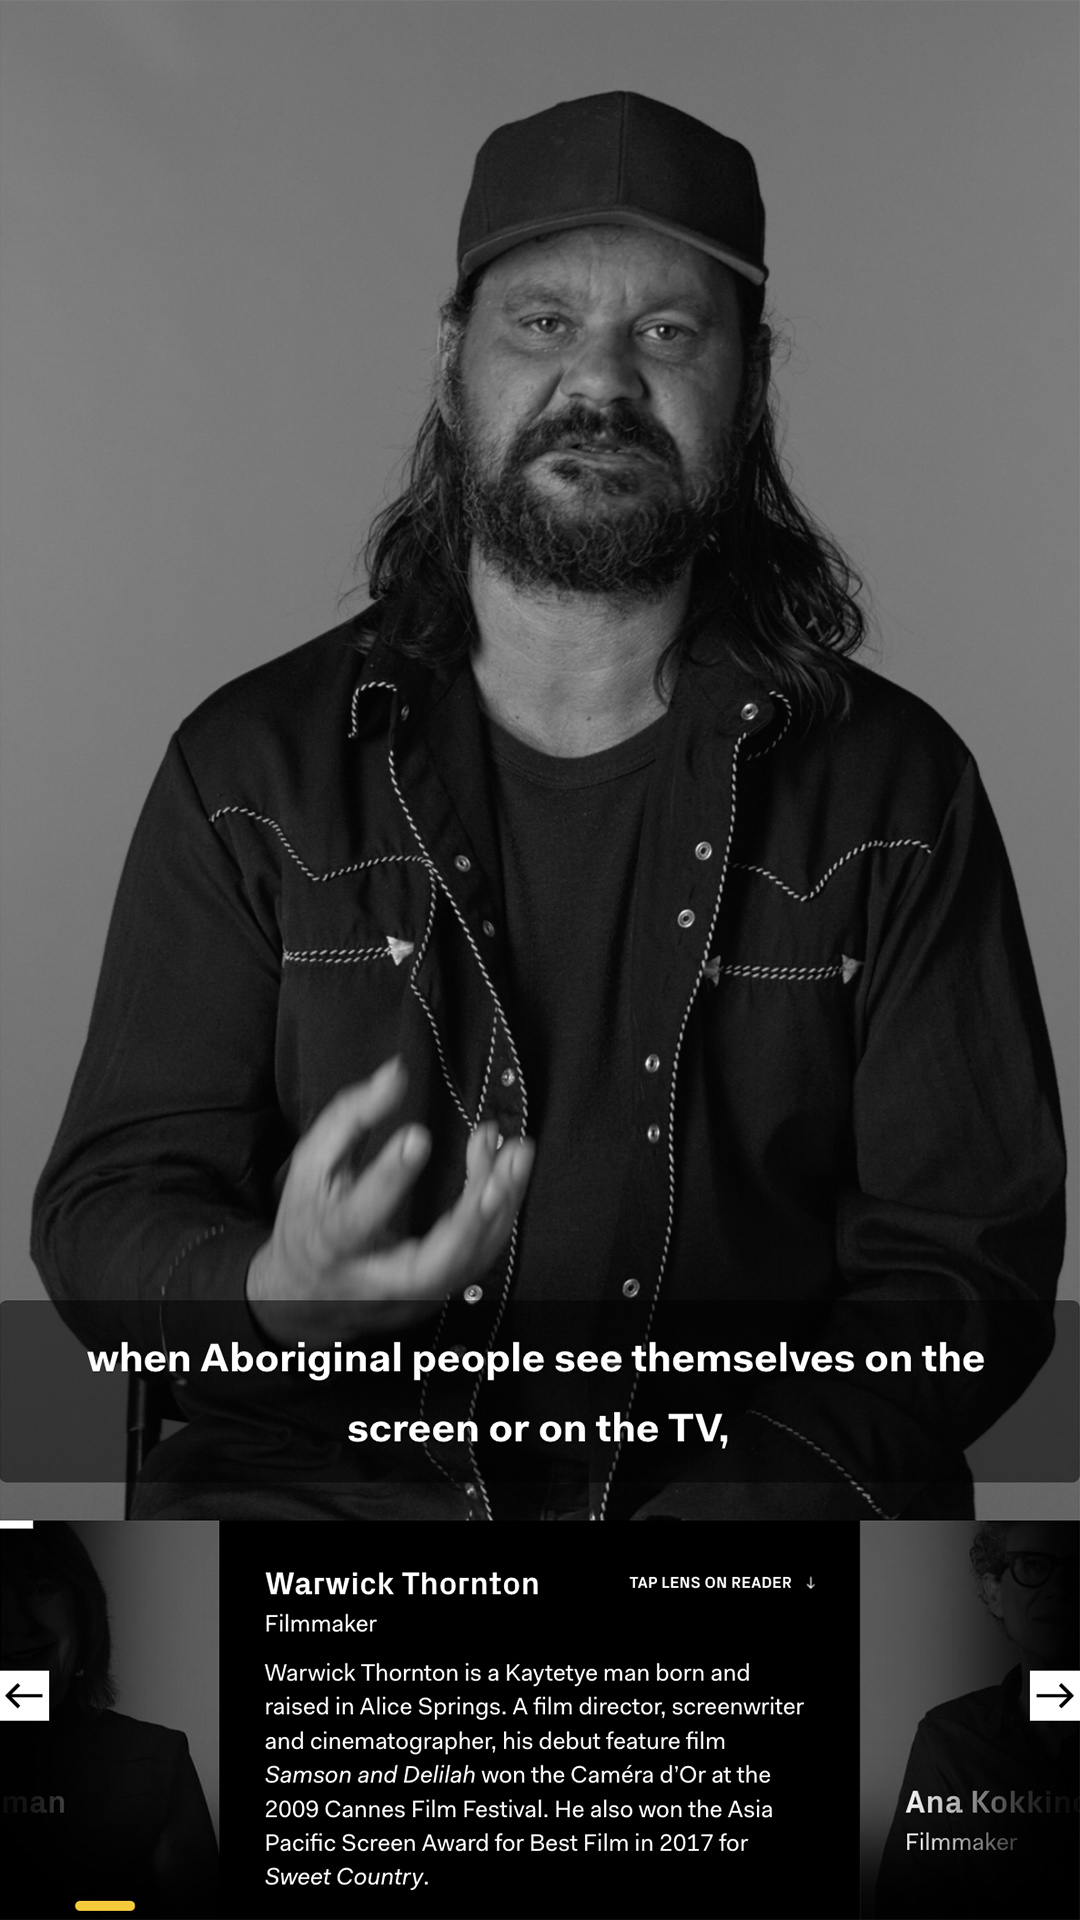 when Aboriginal people see themselves on the
screen or on the TV,
Warwick Thornton
TAP LENS ON READER ↓
Filmmaker
Warwick Thornton is a Kaytetye man born and
raised in Alice Springs. A film director, screenwriter
and cinematographer, his debut feature film
Samson and Delilah won the Caméra d’Or at the
2009 Cannes Film Festival. He also won the Asia
Pacific Screen Award for Best Film in 2017 for
Sweet Country.
man
Ana Kokkin
Filmmaker